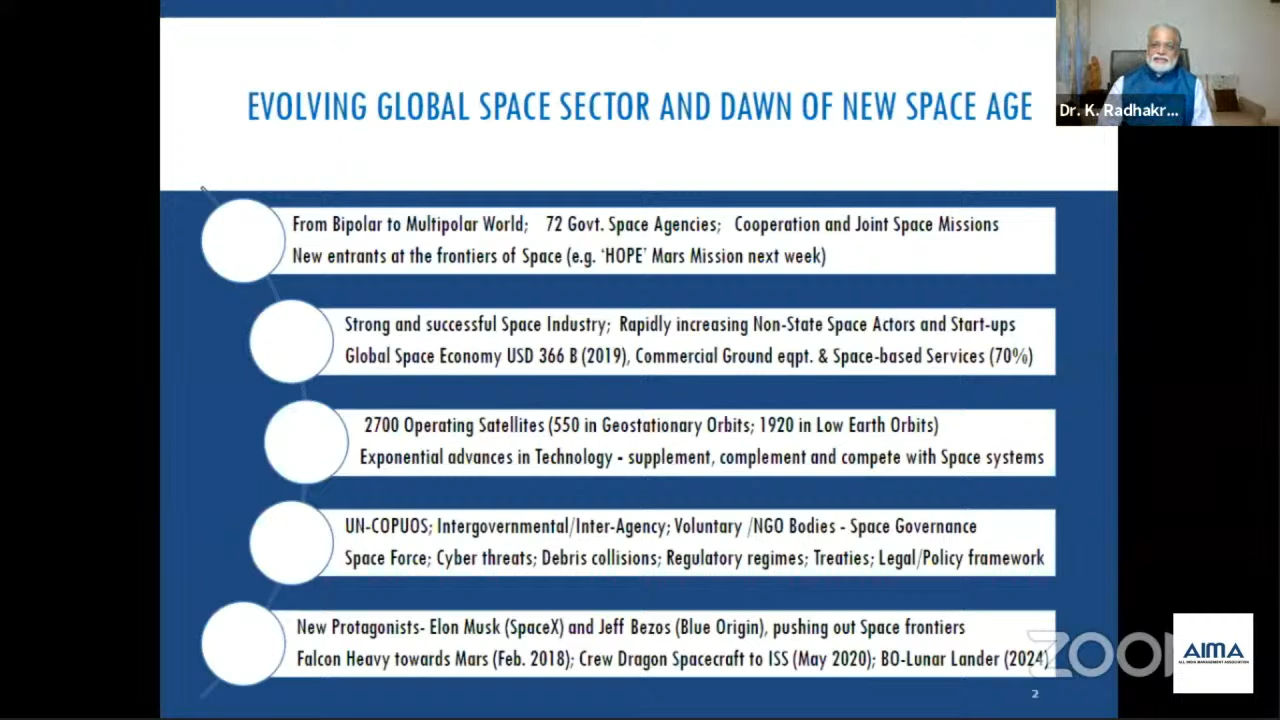 EVOLVING GLOBAL SPACE SECTOR AND DAWN OF NEW SPACE AGE
Dr. K. Radhakr...
From Bipolar to Multipolar World; 72 Govt. Space Agencies; Cooperation and Joint Space Missions
New entrants at the frontiers of Space (e.g. ‘HOPE’ Mars Mission next week)
Strong and successful Space Industry; Rapidly increasing Non-State Space Actors and Start-ups
Global Space Economy USD 366 B (2019), Commercial Ground eqpt. & Space-based Services (70%)
2700 Operating Satellites (550 in Geostationary Orbits; 1920 in Low Earth Orbits)
Exponential advances in Technology - supplement, complement and compete with Space systems
UN-COPUOS; Intergovernmental/Inter-Agency; Voluntary /NGO Bodies - Space Governance
Space Force; Cyber threats; Debris collisions; Regulatory regimes; Treaties; Legal/Policy framework
New Protagonists- Elon Musk (SpaceX) and Jeff Bezos (Blue Origin), pushing out Space frontiers
Falcon Heavy towards Mars (Feb. 2018); Crew Dragon Spacecraft to ISS (May 2020); BO-Lunar Lander (2024)
zoom
2
AIMA
ALL INDIA MANAGEMENT ASSOCIATION